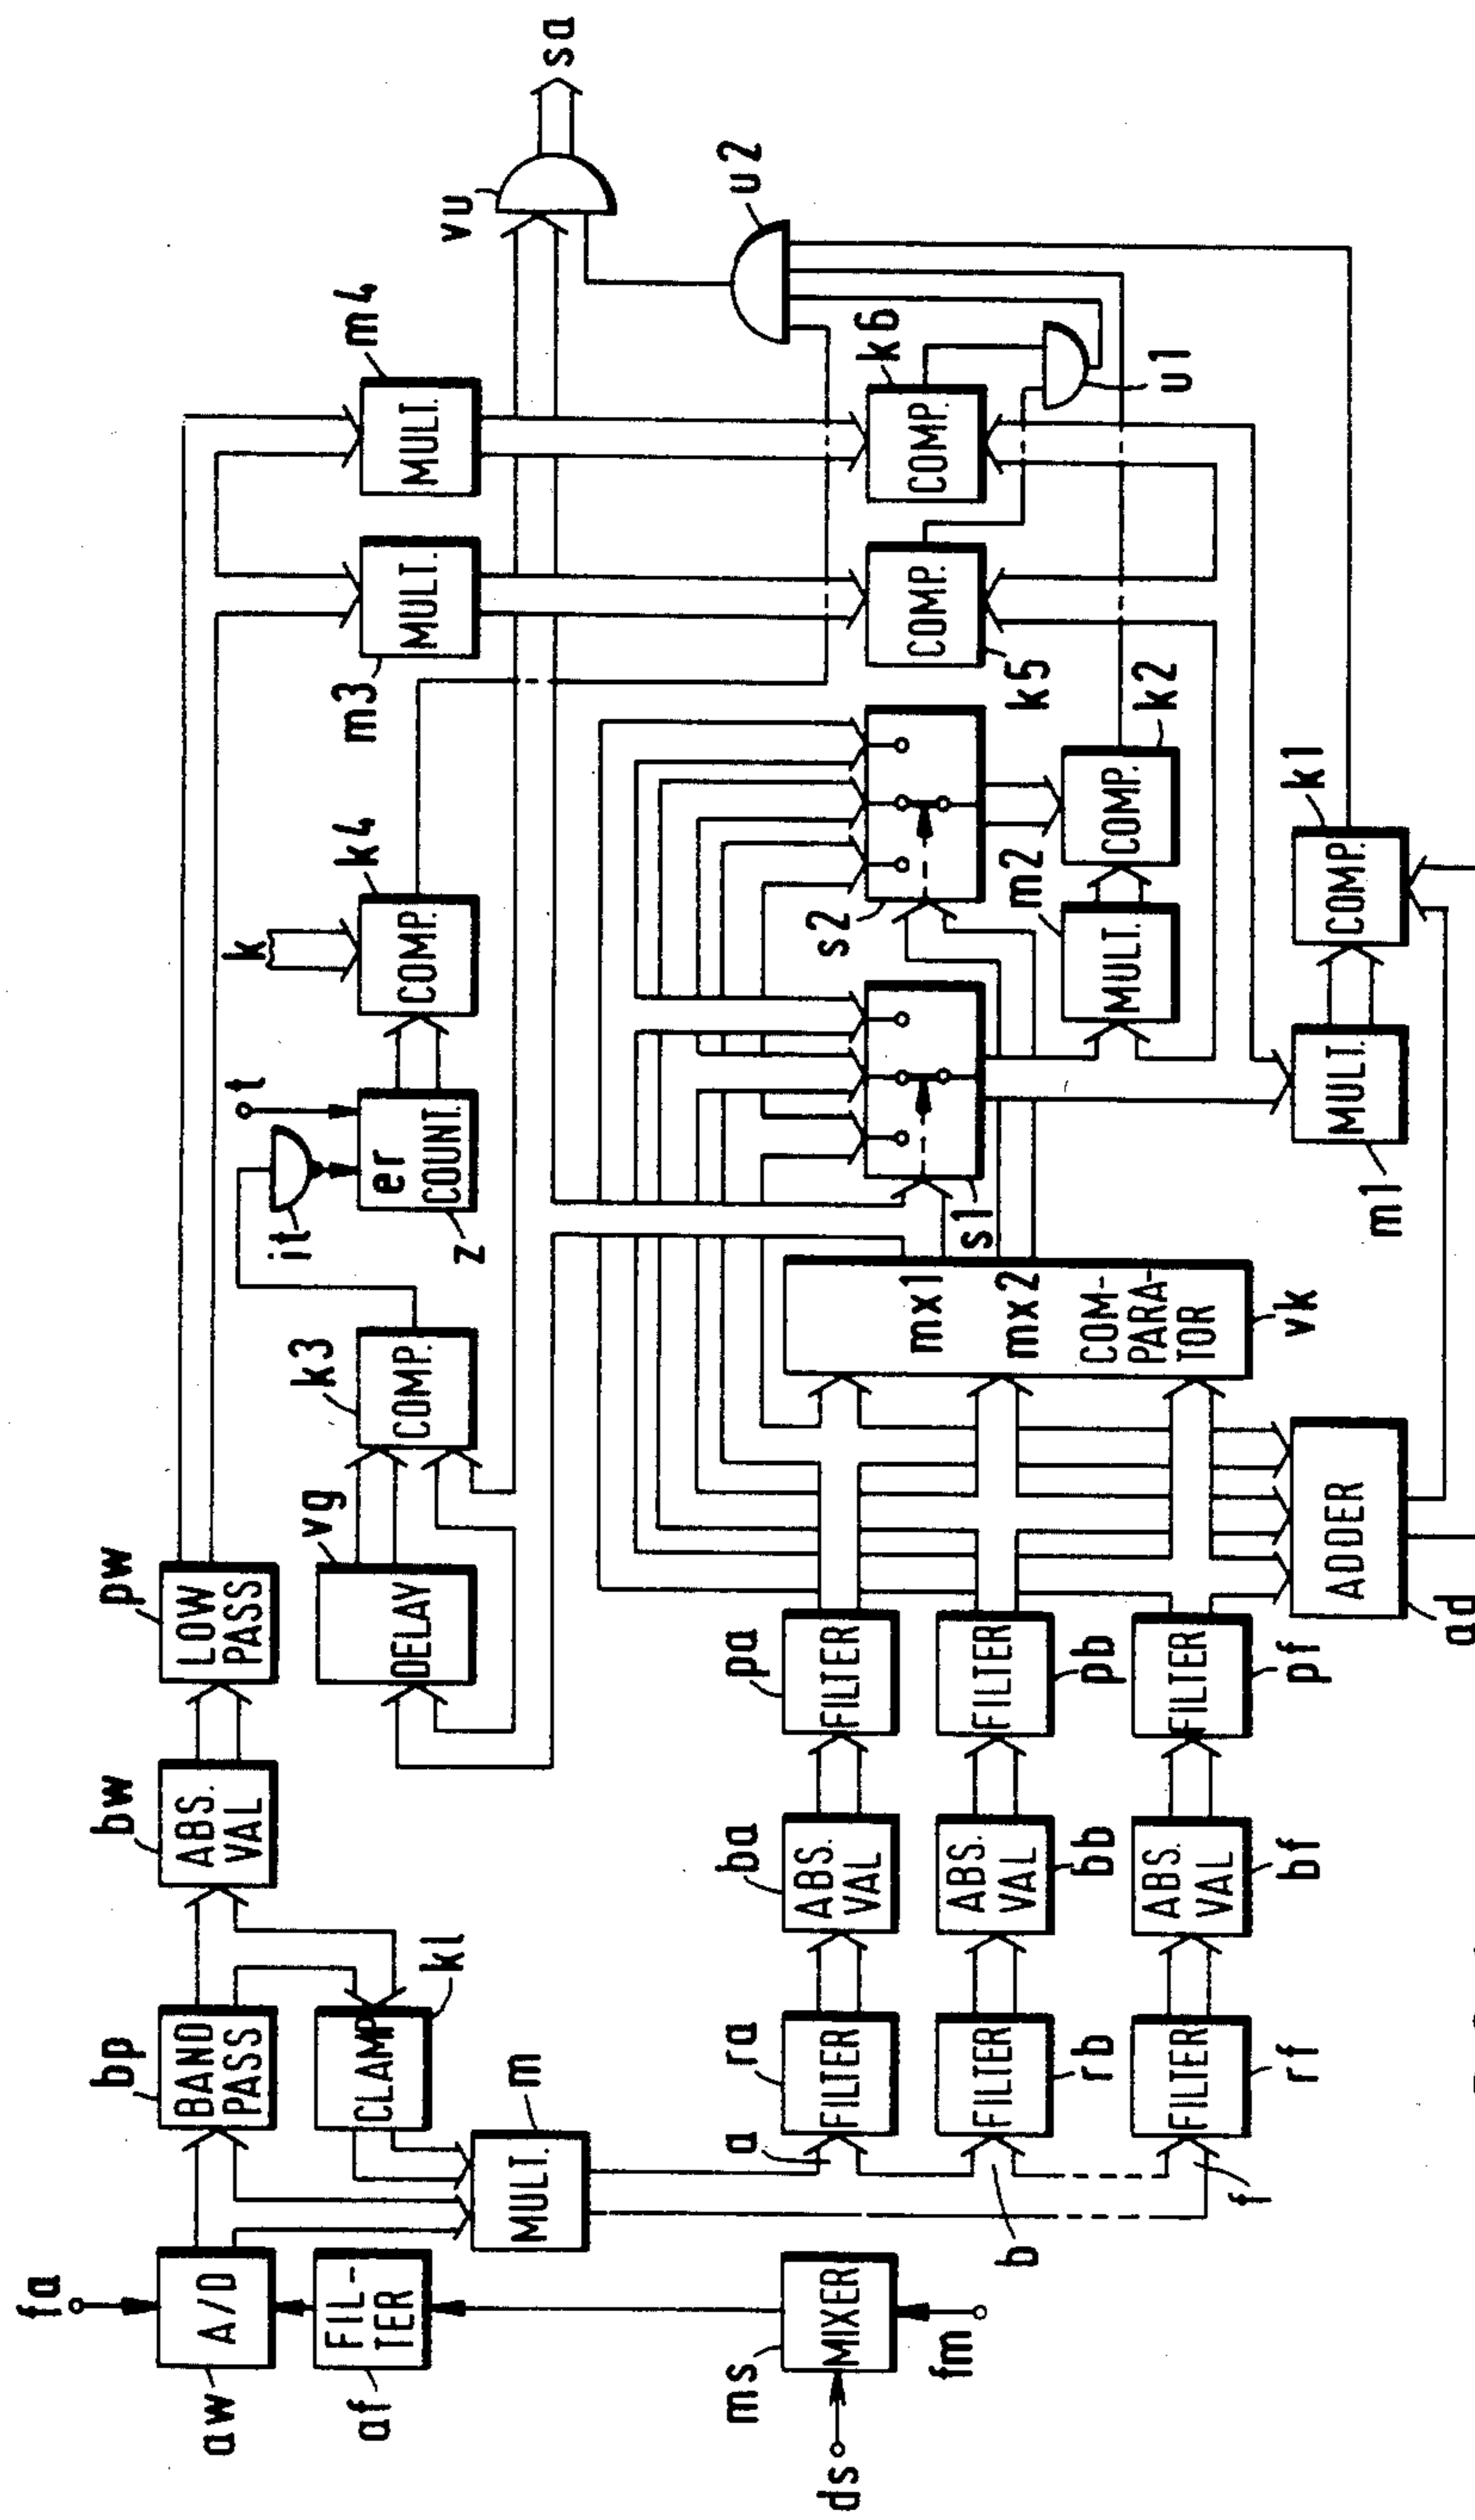 fa
aw
A/D
af
FIL-
TER
ds
ms
MIXER
fm
bp
BAND
PASS
CLAMP
kl
m
MULT.
a
b
f
ra
FILTER
rb
FILTER
rf
FILTER
bw
ABS.
VAL
ba
ABS.
VAL
bb
ABS.
VAL
bf
ABS.
VAL
pw
LOW
PASS
vg
DELAY
pa
FILTER
pb
FILTER
pf
FILTER
ad
ADDER
k3
COMP.
mx1
mx2
COM-
PARA-
TOR
vk
it
t
er
COUNT.
z
k
k4
COMP.
s1
s2
m1
MULT.
m2
MULT.
k1
COMP.
k2
COMP.
m3
MULT.
m4
MULT.
k5
COMP.
k6
COMP.
u1
u2
vu
sa